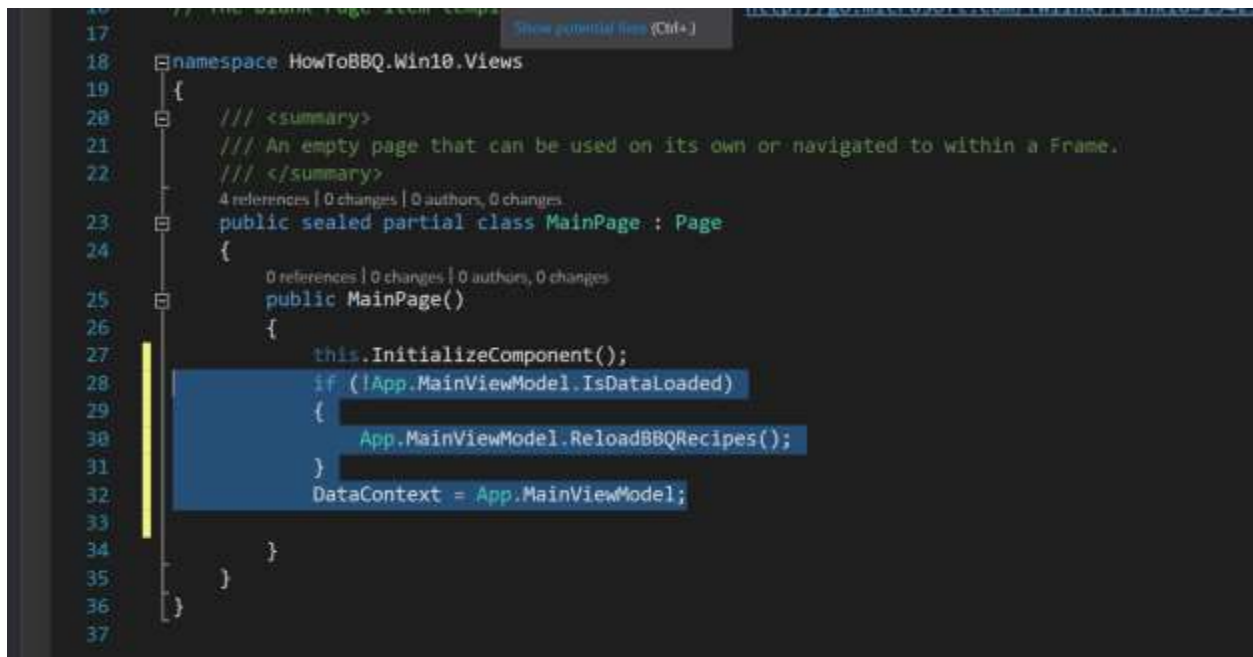 17
Show potential fixes (Ctrl+.)
18 namespace HowToBBQ.Win10.Views
19 {
20 /// <summary>
21 /// An empty page that can be used on its own or navigated to within a Frame.
22 /// </summary>
4 references | 0 changes | 0 authors, 0 changes
23 public sealed partial class MainPage : Page
24 {
0 references | 0 changes | 0 authors, 0 changes
25 public MainPage()
26 {
27 this.InitializeComponent();
28 if (!App.MainViewModel.IsDataLoaded)
29 {
30 App.MainViewModel.ReloadBBQRecipes();
31 }
32 DataContext = App.MainViewModel;
33
34 }
35 }
36 }
37